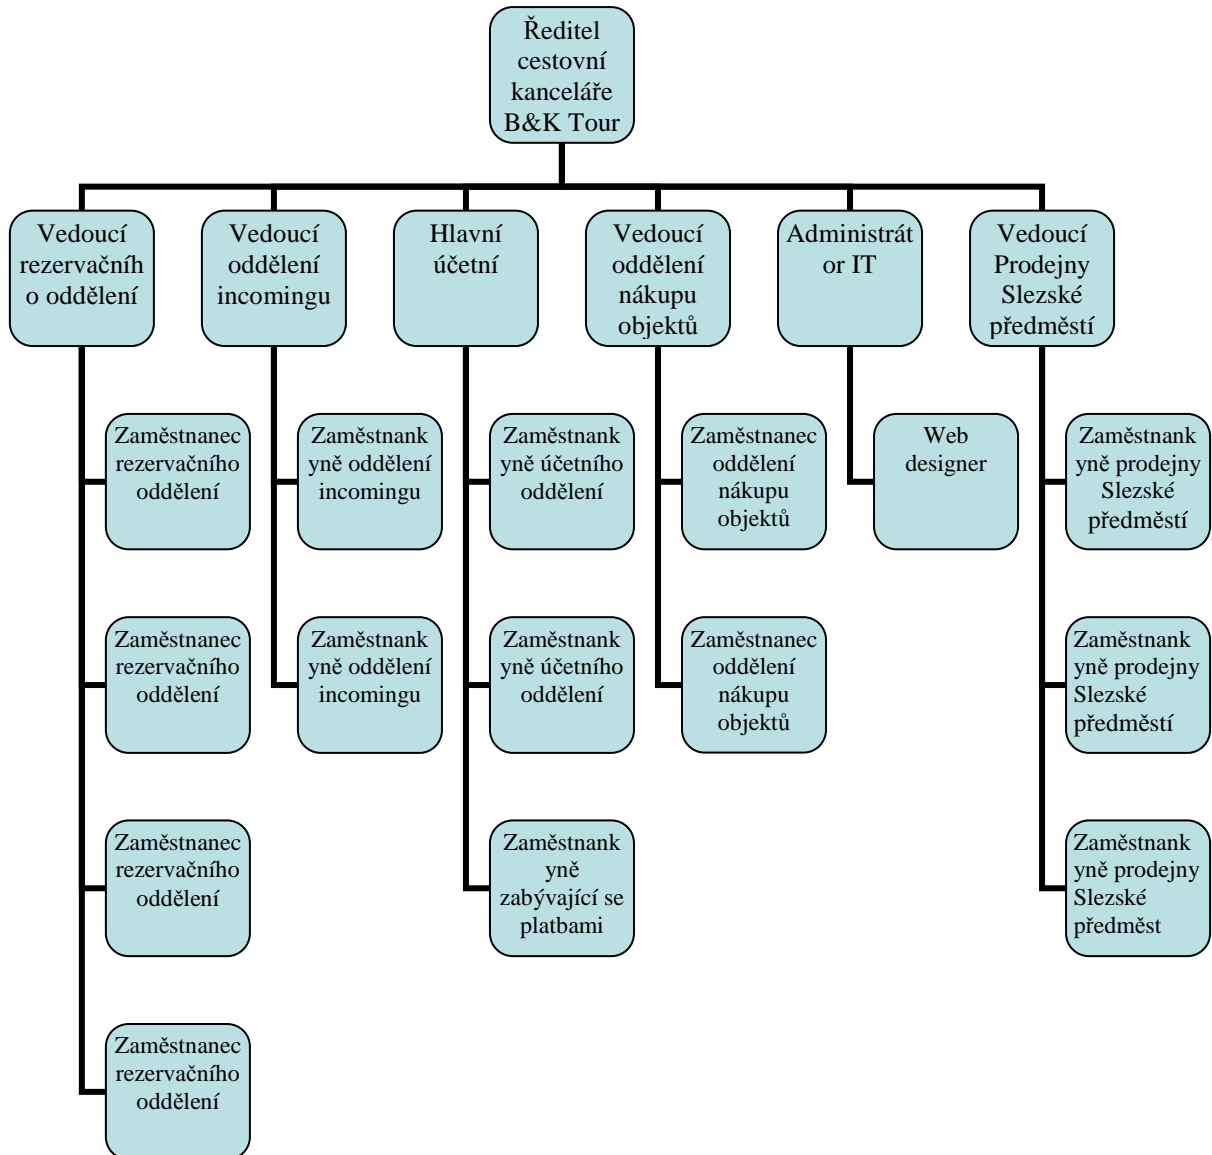 Ředitel
cestovní
kanceláře
B&K Tour
Vedoucí
rezervačníh
o oddělení
Vedoucí
oddělení
incomingu
Hlavní
účetní
Vedoucí
oddělení
nákupu
objektů
Administrát
or IT
Vedoucí
Prodejny
Slezské
předměstí
Zaměstnanec
rezervačního
oddělení
Zaměstnank
yně oddělení
incomingu
Zaměstnank
yně účetního
oddělení
Zaměstnanec
oddělení
nákupu
objektů
Web
designer
Zaměstnank
yně prodejny
Slezské
předměstí
Zaměstnanec
rezervačního
oddělení
Zaměstnank
yně oddělení
incomingu
Zaměstnank
yně účetního
oddělení
Zaměstnanec
oddělení
nákupu
objektů
Zaměstnank
yně prodejny
Slezské
předměstí
Zaměstnanec
rezervačního
oddělení
Zaměstnank
yně
zabývající se
platbami
Zaměstnank
yně prodejny
Slezské
předměst
Zaměstnanec
rezervačního
oddělení